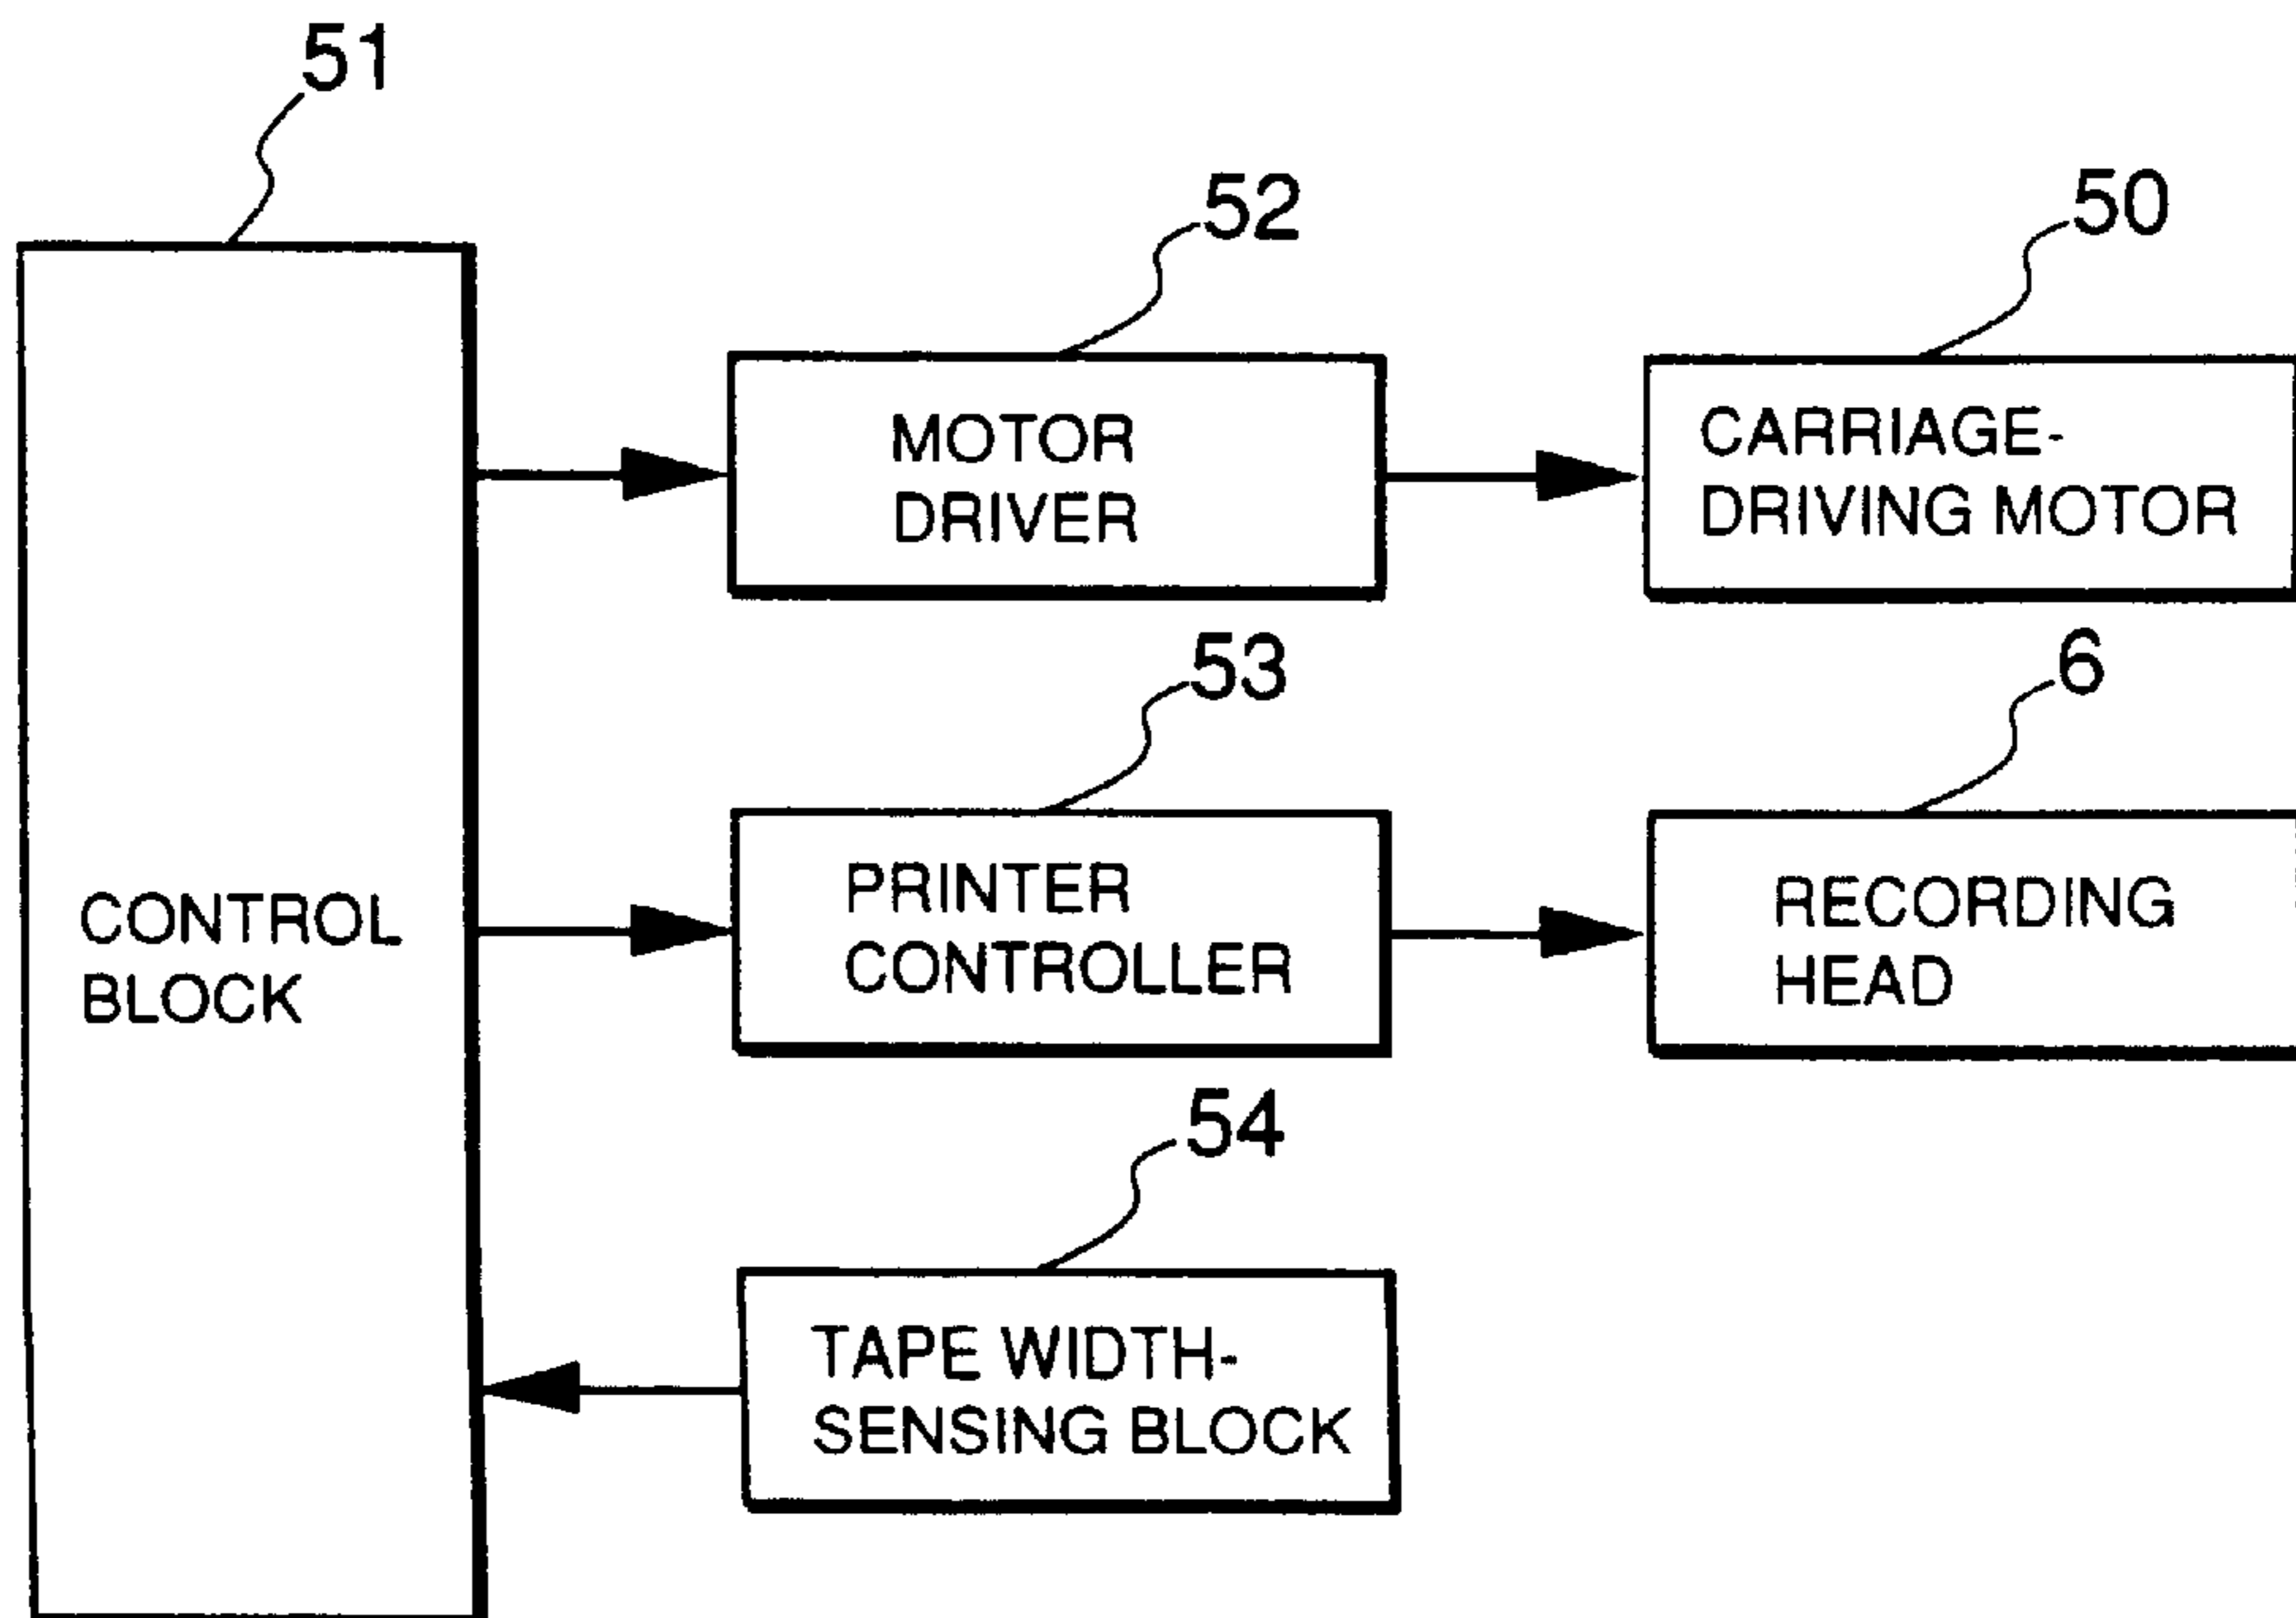 51
52
50
MOTOR
DRIVER
CARRIAGE-
DRIVING MOTOR
53
6
CONTROL
BLOCK
PRINTER
CONTROLLER
RECORDING
HEAD
54
TAPE WIDTH-
SENSING BLOCK